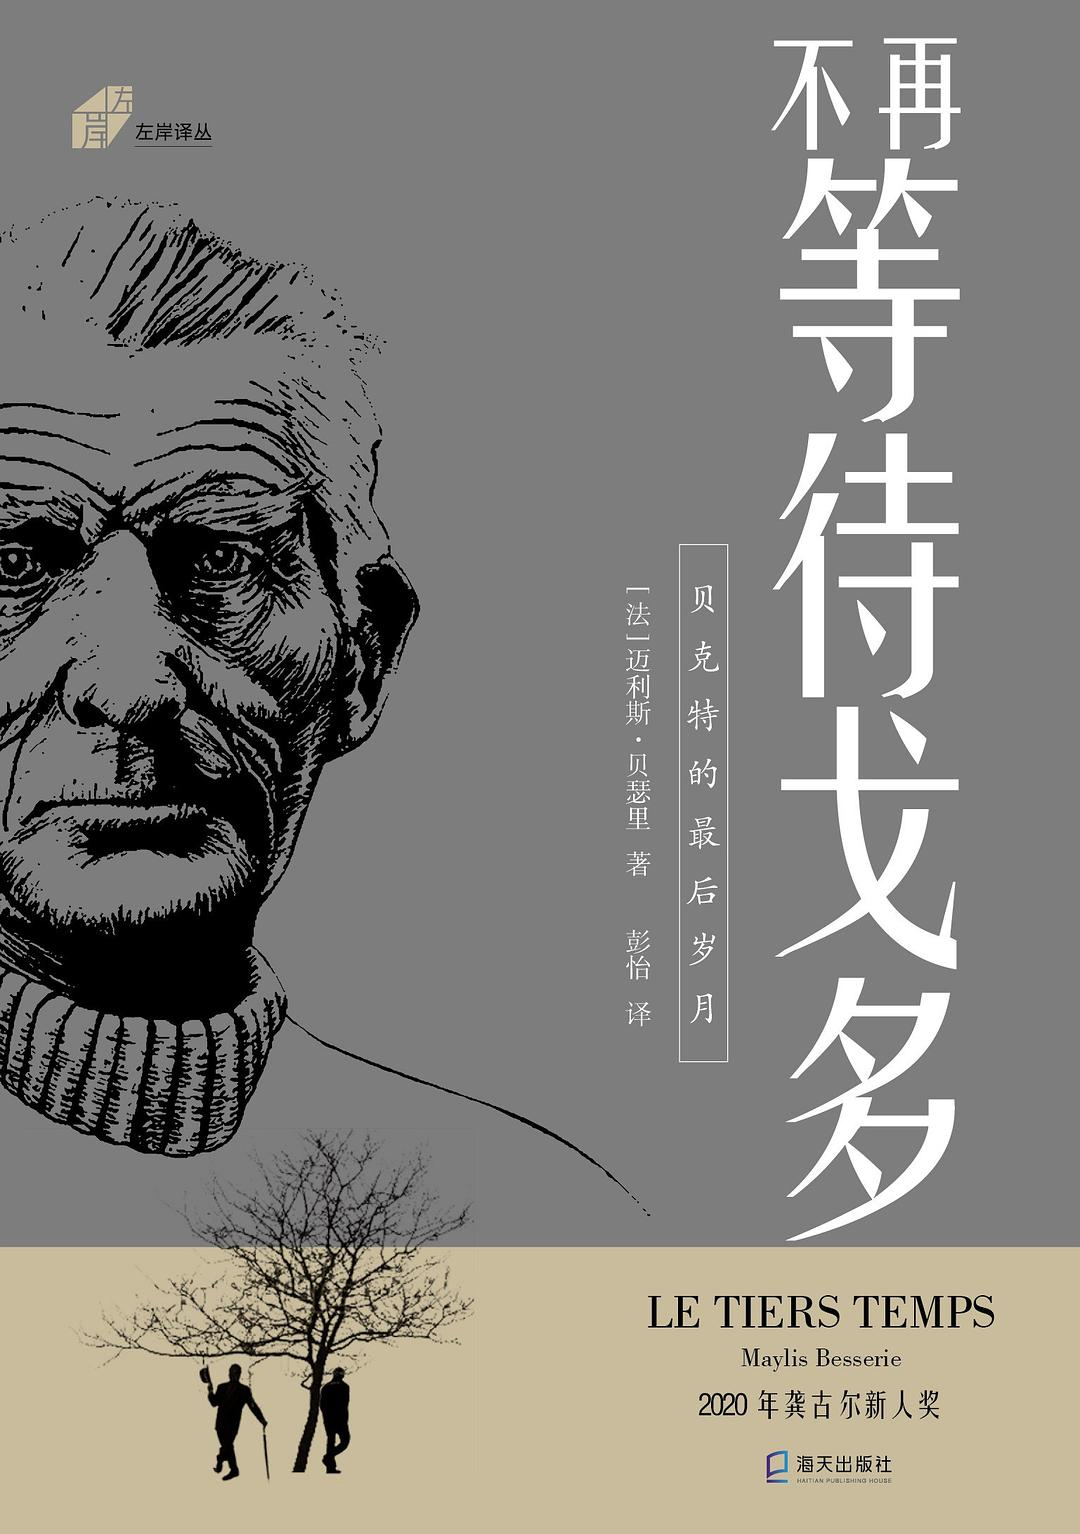 左岸
左岸译丛
不再等待戈多
贝克特的最后岁月
［法］迈利斯·贝瑟里 著 彭怡 译
LE TIERS TEMPS
Maylis Besserie
2020 年龚古尔新人奖
海天出版社
HAITIAN PUBLISHING HOUSE